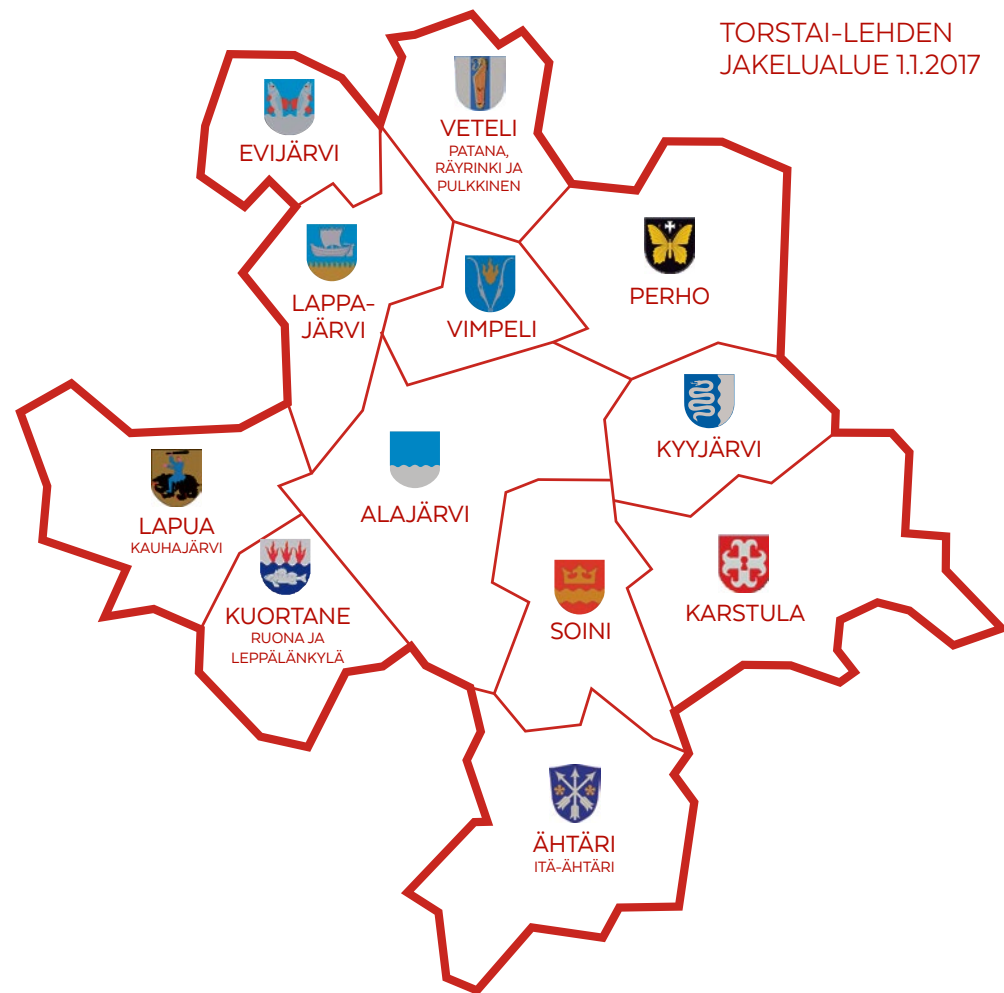 TORSTAI-LEHDEN
JAKELUALUE 1.1.2017
EVIJÄRVI
VETELI
PATANA,
RÄYRINKI JA
PULKKINEN
PERHO
LAPPA-
JÄRVI
VIMPELI
KYYJÄRVI
ALAJÄRVI
LAPUA
KAUHAJÄRVI
KUORTANE
RUONA JA
LEPPÄLÄNKYLÄ
SOINI
KARSTULA
ÄHTÄRI
ITÄ-ÄHTÄRI